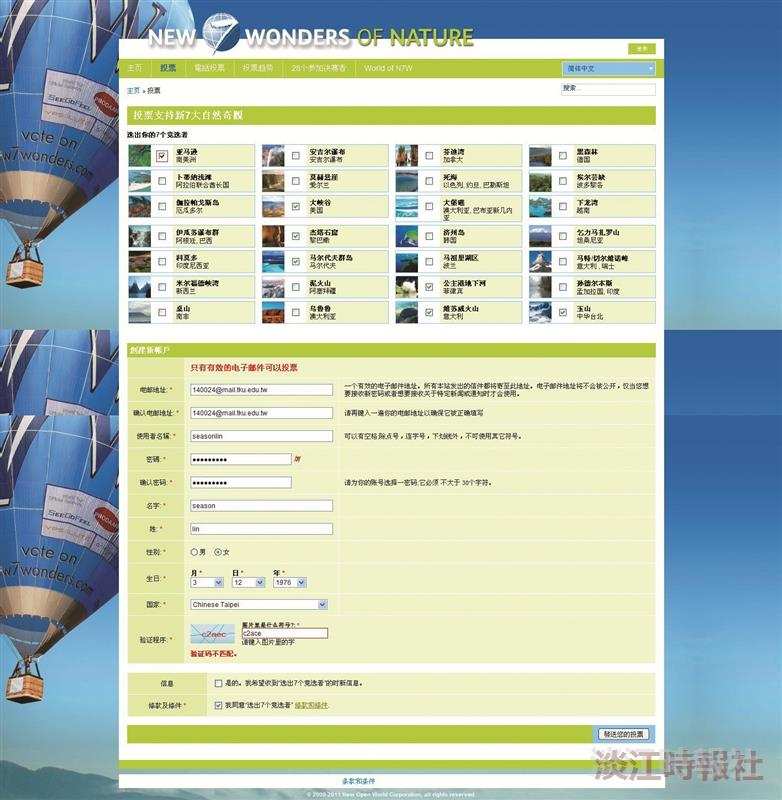 NEW 7 WONDERS OF NATURE
登录
主页 投票 電話投票 投票趋势 28个参加决赛者 World of N7W 简体中文
主页 » 投票 搜索...
投票支持新7大自然奇觀
选出你的7个竞选者
亚马逊 安吉尔瀑布 芬迪湾 黑森林
南美洲 安吉尔瀑布 加拿大 德国
卜蒂纳浅滩 莫赫悬崖 死海 埃尔芸缺
阿拉伯联合酋长国 爱尔兰 以色列, 约旦, 巴勒斯坦 波多黎各
伽拉帕戈斯岛 大峡谷 大堡礁 下龙湾
厄瓜多尔 美国 澳大利亚, 巴布亚新几内亚 越南
伊瓜苏瀑布群 杰塔石窟 济州岛 乞力马扎罗山
阿根廷, 巴西 黎巴嫩 韩国 坦桑尼亚
科莫多 马尔代夫群岛 马祖里湖区 马特/切尔维诺峰
印度尼西亚 马尔代夫 波兰 意大利, 瑞士
米尔福德峡湾 泥火山 公主港地下河 孙德尔本斯
新西兰 阿塞拜疆 菲律宾 孟加拉国, 印度
桌山 乌鲁鲁 维苏威火山 玉山
南非 澳大利亚 意大利 中华台北
創建新帳戶
只有有效的电子邮件可以投票
电邮地址: * 140024@mail.tku.edu.tw 一个有效的电子邮件地址。所有本站发出的信件都将寄至此地址。电子邮件地址将不会被公开，仅当您想
要接收新密码或者想要接收关于特定新闻或通知时才会使用。
确认电邮地址: * 140024@mail.tku.edu.tw 请再键入一遍你的电邮地址以确保它被正确填写
使用者名稱: * seasonlin 可以有空格;除点号，连字号，下划线外，不可使用其它符号。
密碼: *
确认密码: * 请为你的账号选择一密码;它必须 不大于 30个字符。
名字: * season
姓: * lin
性别: * 男 女
生日: * 月* 日* 年*
3 12 1976
国家: * Chinese Taipei
验证程序: * c2aec 图片里是什么符号?: *
c2ace
请键入图片里的字
验证码不匹配。
信息 是的。我希望收到"选出7个竞选者"的时新信息。
條款及條件 * 我同意"选出7个竞选者" 條款和條件.
發送您的投票
条款和条件
© 2000-2011 New Open World Corporation, all rights reserved
vote on
w7wonders.com
SeeGoFeel
vote on
w7wonders.com
SeeGoFeel
淡江時報社